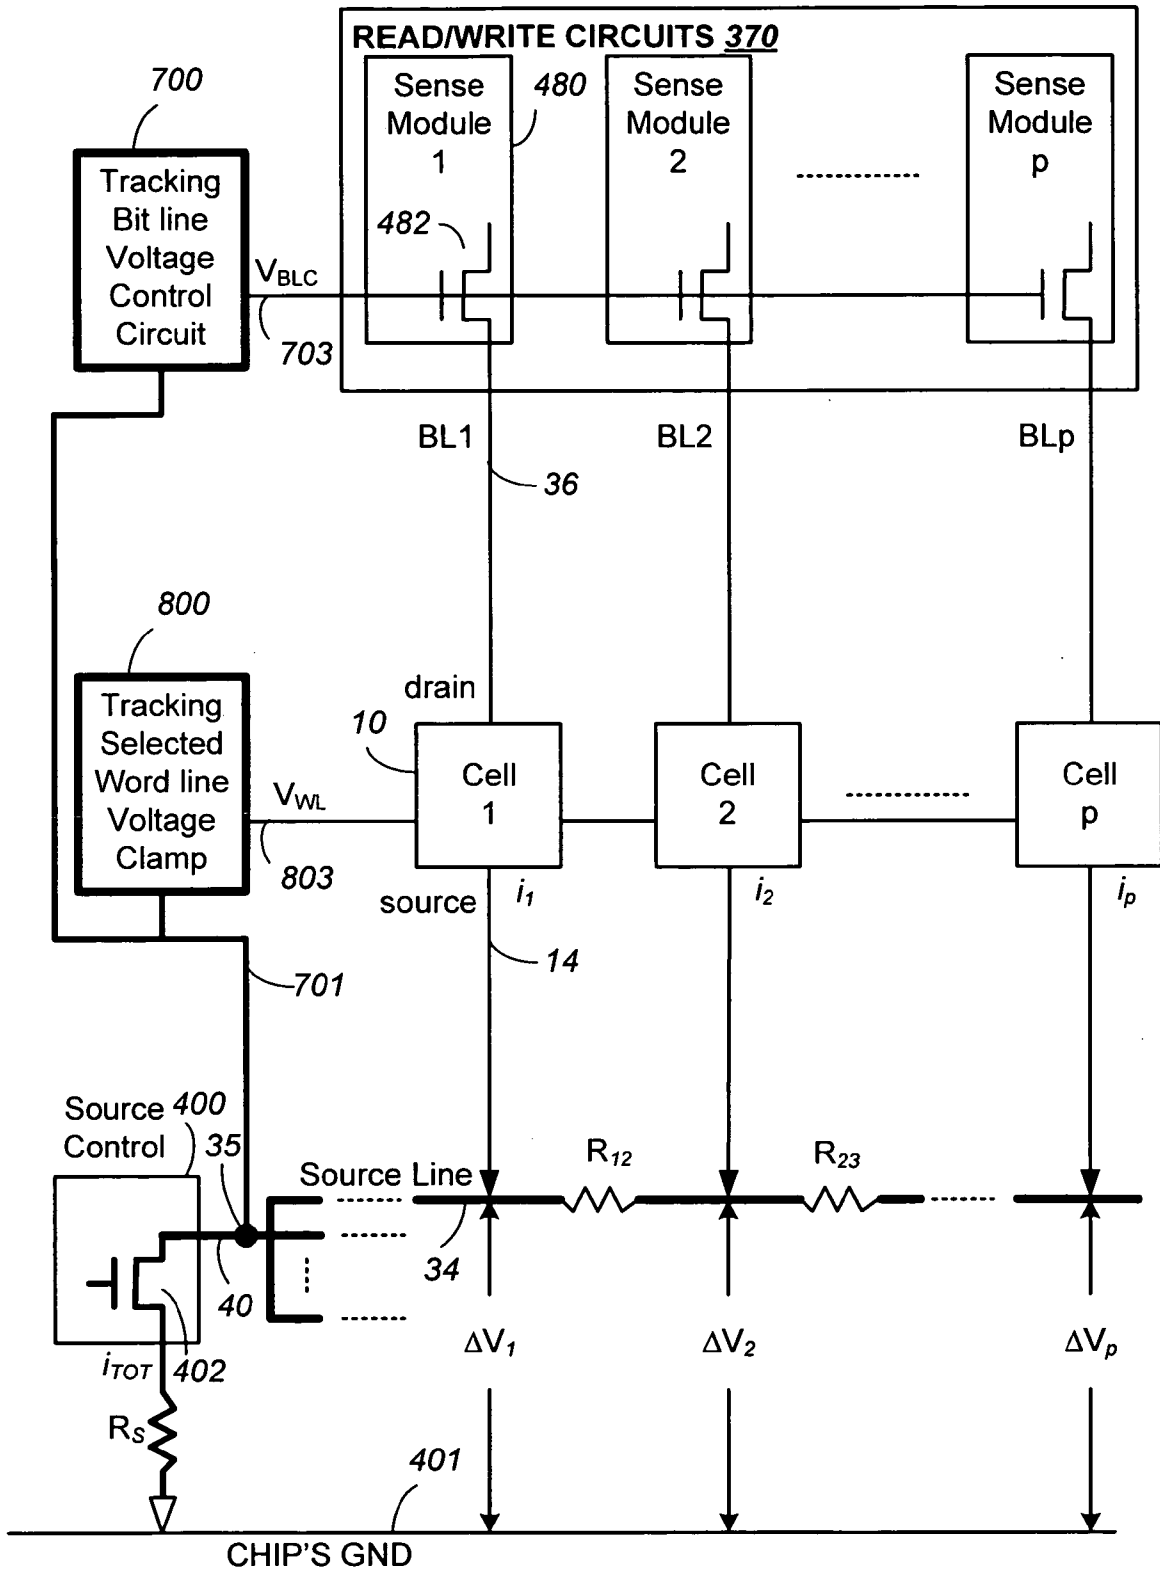 READ/WRITE CIRCUITS 370
700
Sense
Module
1
480
Sense
Module
2
Sense
Module
p
Tracking
Bit line
Voltage
Control
Circuit
482
VBLC
703
BL1
BL2
BLp
36
800
drain
10
Tracking
Selected
Word line
Voltage
Clamp
VWL
803
Cell
1
Cell
2
Cell
p
source
i1
i2
ip
14
701
Source
Control
400
35
Source Line
R12
R23
34
40
iTOT
402
ΔV1
ΔV2
ΔVp
RS
401
CHIP'S GND